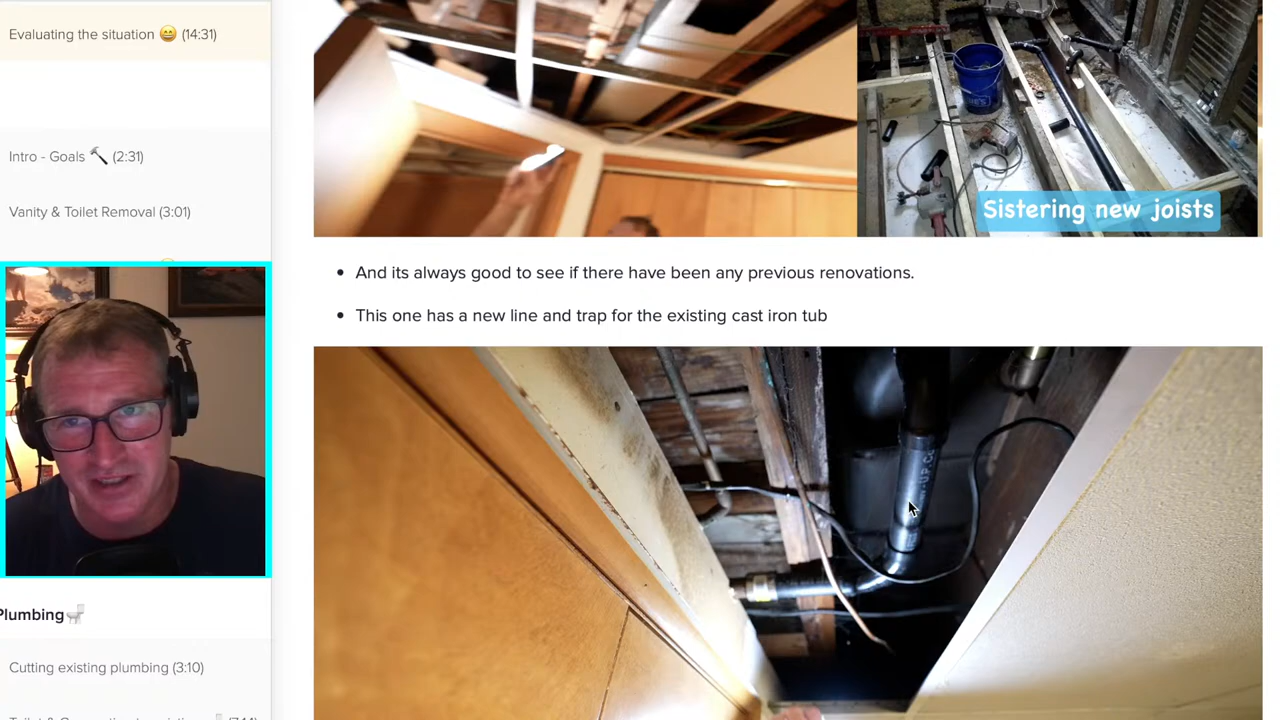 Evaluating the situation 😄 (14:31)
Intro - Goals 🔨 (2:31)
Vanity & Toilet Removal (3:01)
Sistering new joists
And its always good to see if there have been any previous renovations.
This one has a new line and trap for the existing cast iron tub
Plumbing🚽
Cutting existing plumbing (3:10)